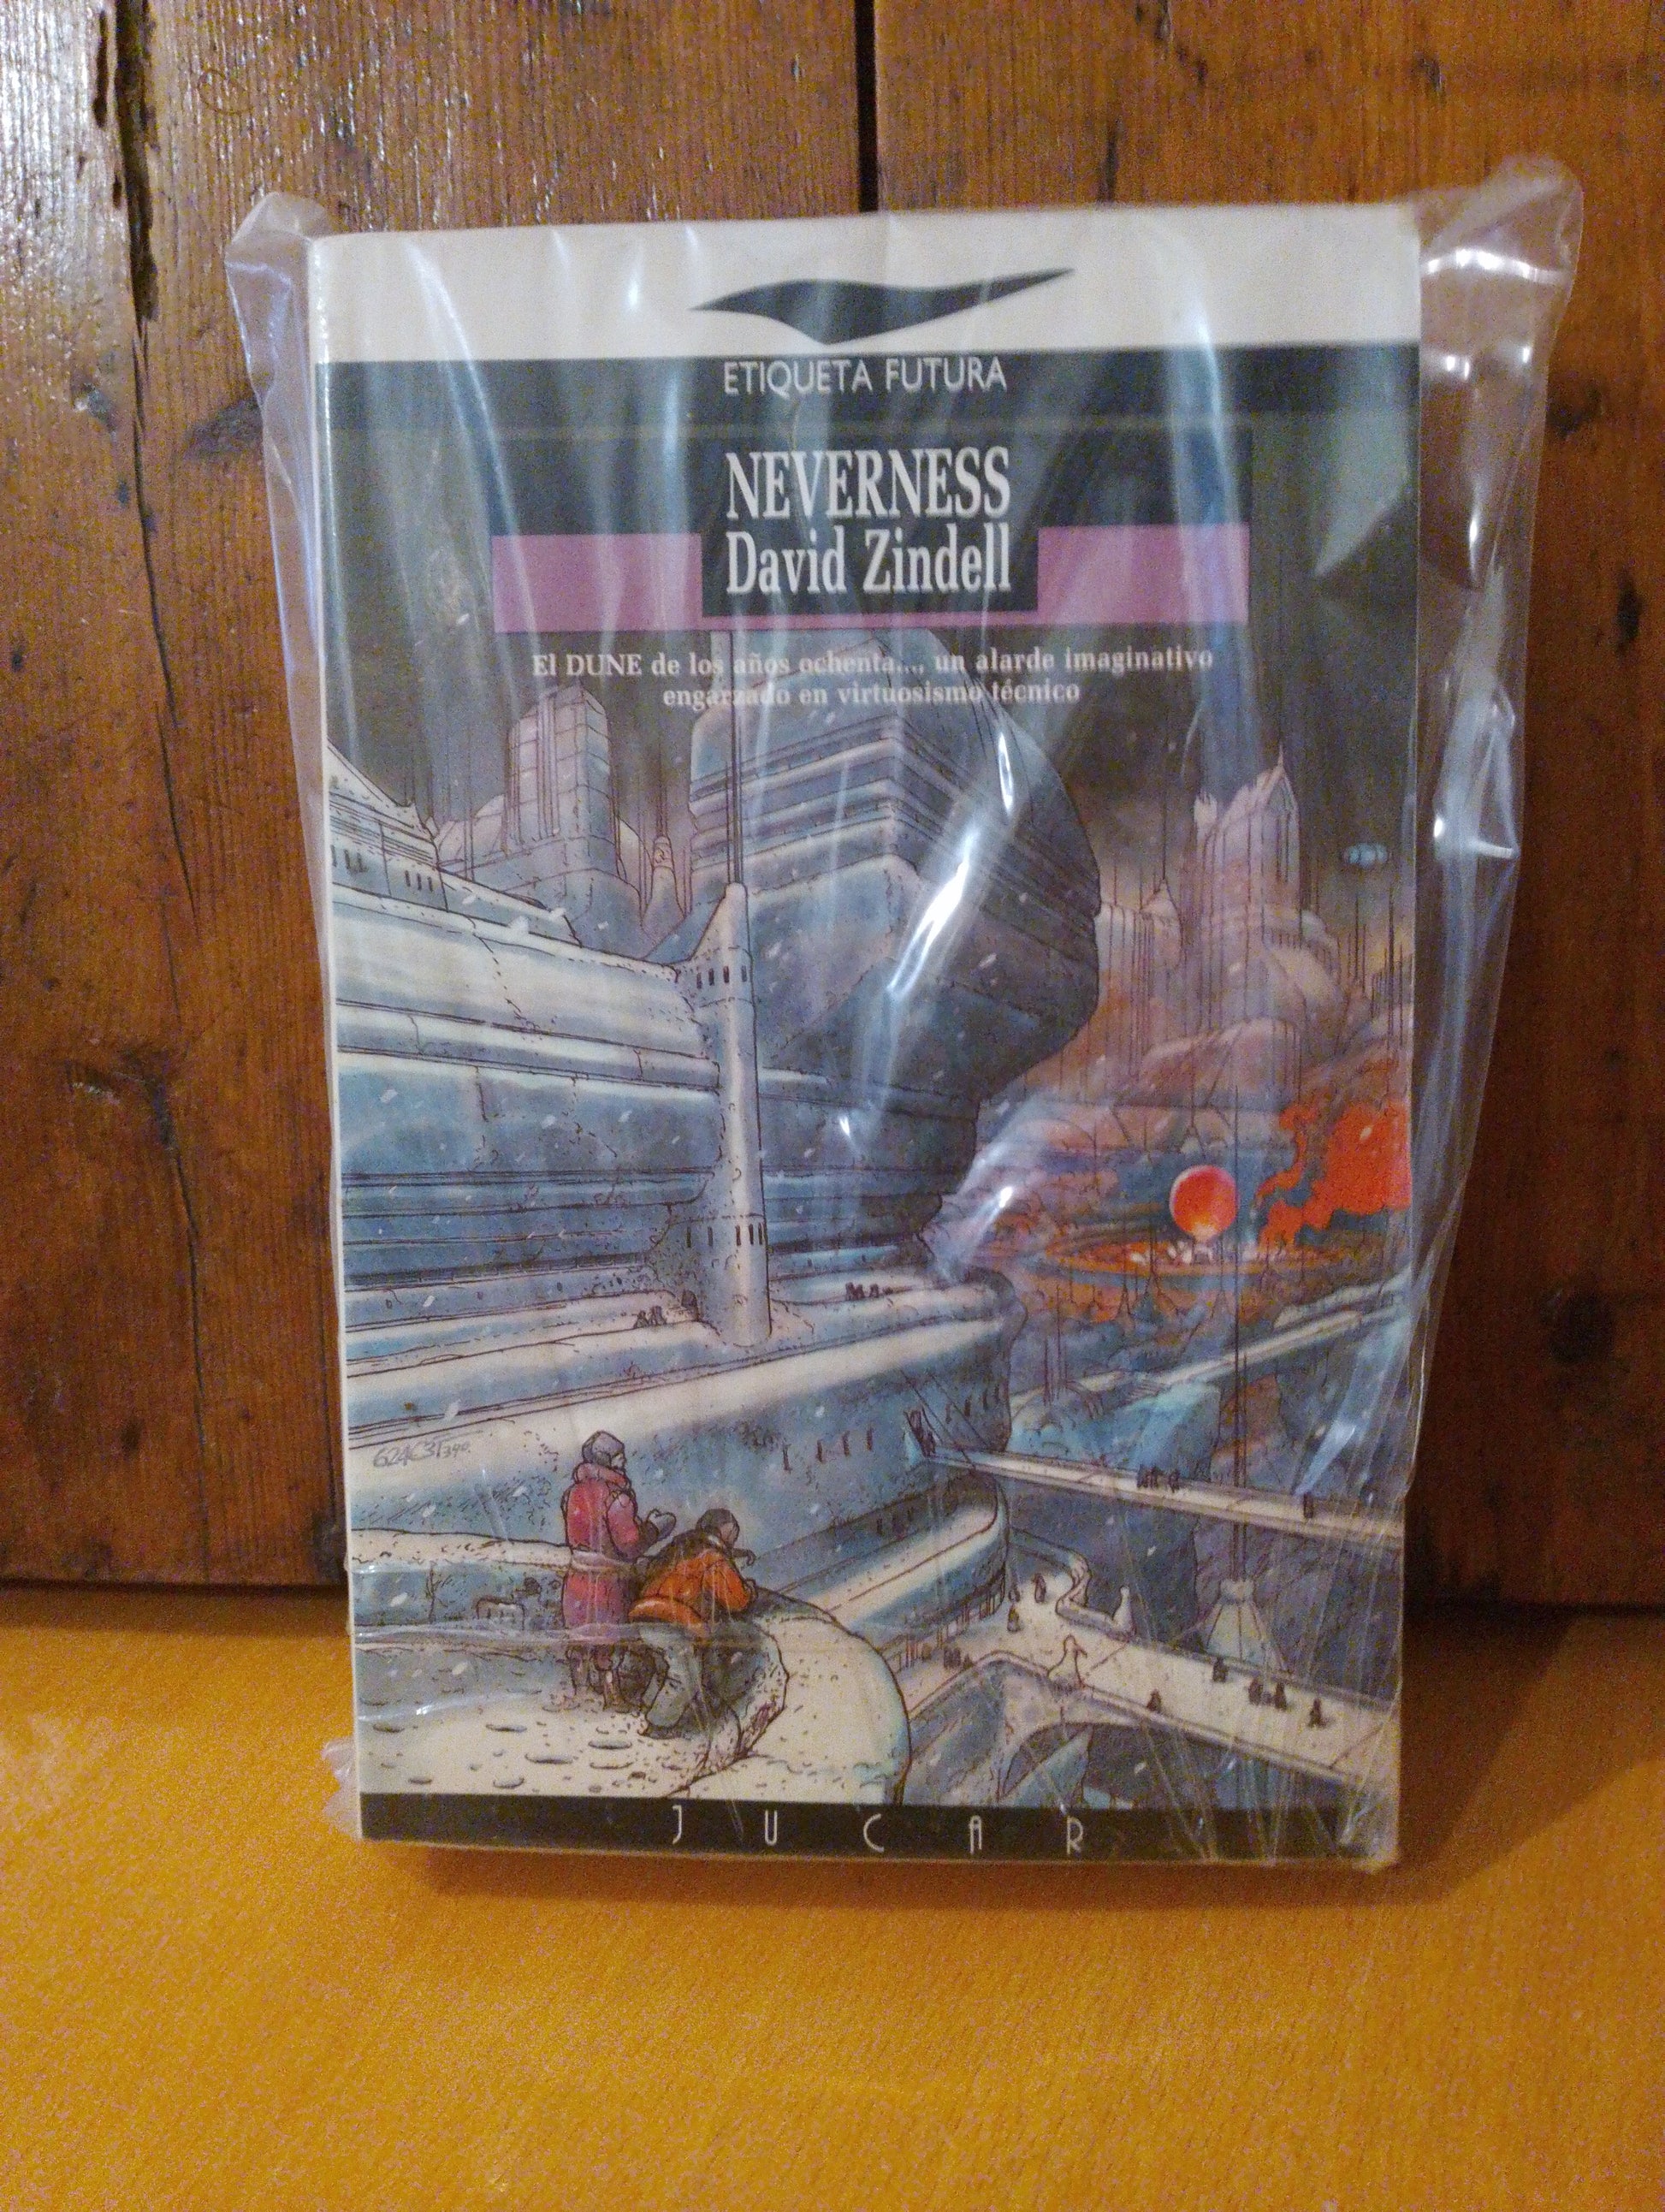 ETIQUETA FUTURA
NEVERNESS
David Zindell
El DUNE de los años ochenta..., un alarde imaginativo
engarzado en virtuosismo técnico
JUCAR